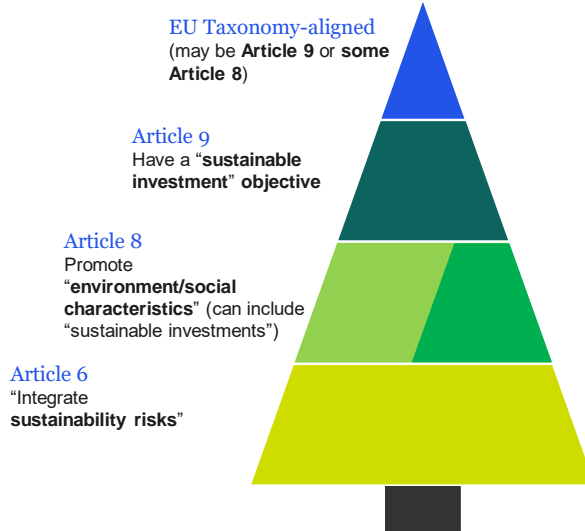 EU Taxonomy-aligned
(may be Article 9 or some
Article 8)
Article 9
Have a “sustainable
investment” objective
Article 8
Promote
“environment/social
characteristics” (can include
“sustainable investments”)
Article 6
“Integrate
sustainability risks”